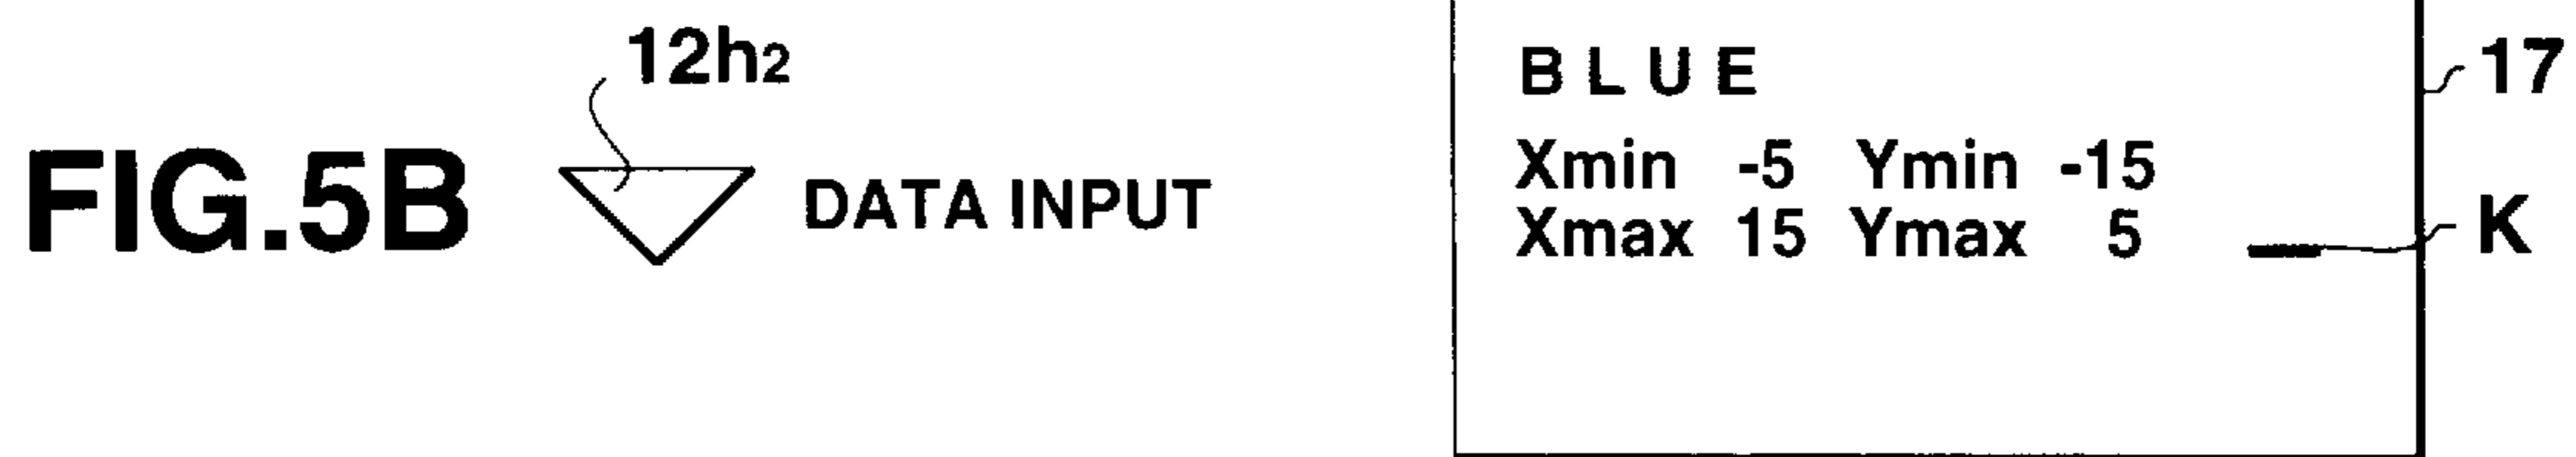 12h2
FIG.5B
DATA INPUT
BLUE
Xmin -5 Ymin -15
Xmax 15 Ymax 5
17
K